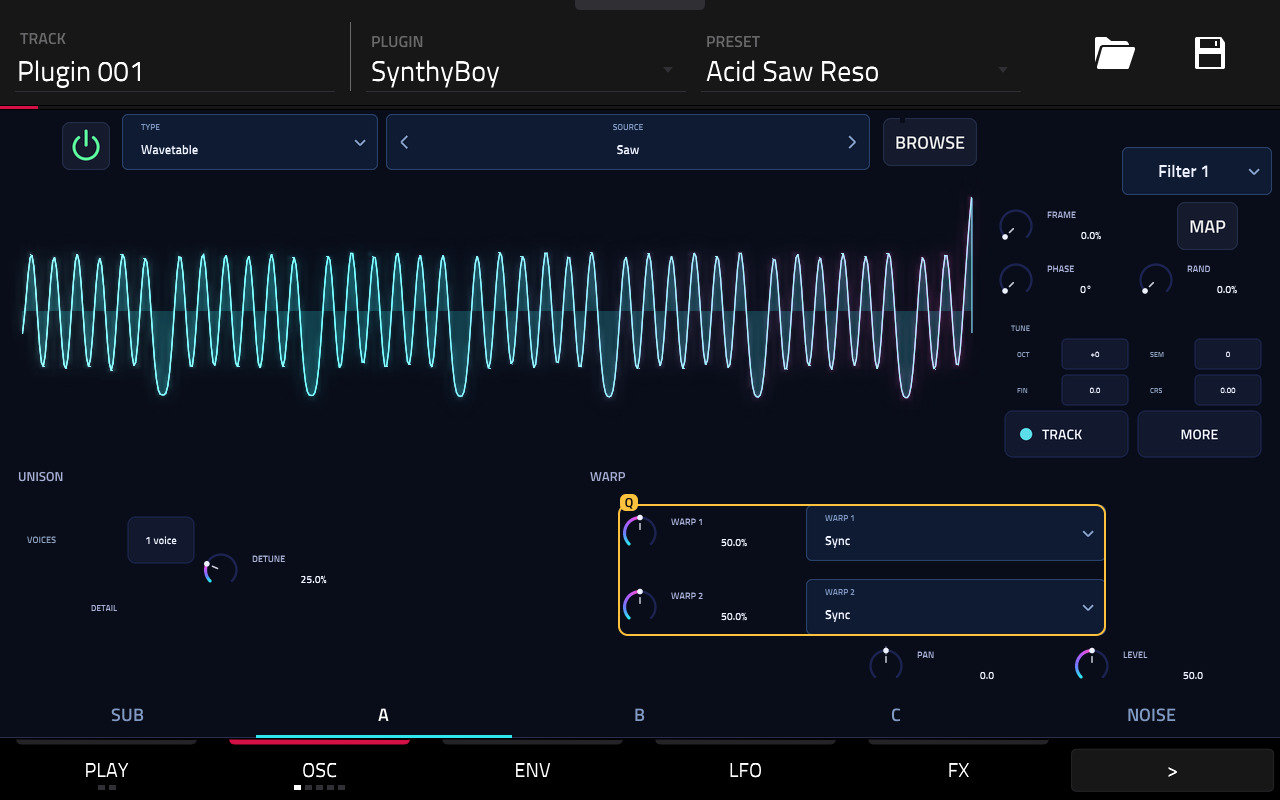 TRACK
Plugin 001
PLUGIN
SynthyBoy
PRESET
Acid Saw Reso
TYPE
Wavetable
SOURCE
Saw
BROWSE
Filter 1
FRAME
0.0%
MAP
PHASE
0°
RAND
0.0%
TUNE
OCT
+0
SEM
0
FIN
0.0
CRS
0.00
TRACK
MORE
UNISON
VOICES
1 voice
DETUNE
25.0%
DETAIL
WARP
Q
WARP 1
50.0%
WARP 1
Sync
WARP 2
50.0%
WARP 2
Sync
PAN
0.0
LEVEL
50.0
SUB
A
B
C
NOISE
PLAY
OSC
ENV
LFO
FX
>